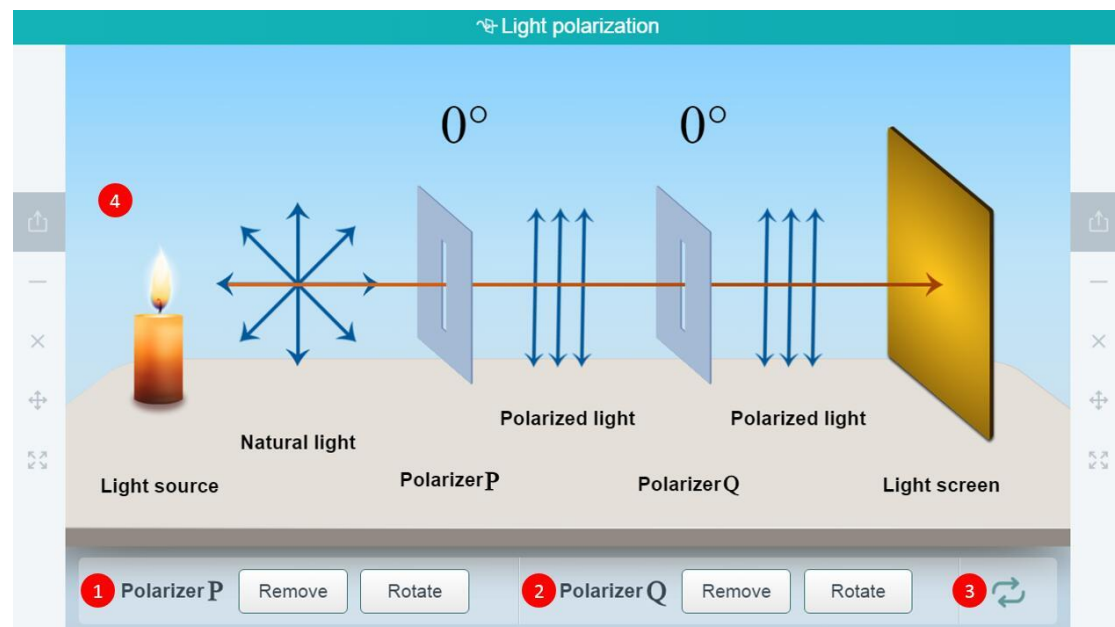 Light polarization
0° 0°
4
Polarized light Polarized light
Natural light
Polarizer P Polarizer Q
Light source Light screen
1 Polarizer P Remove Rotate 2 Polarizer Q Remove Rotate 3